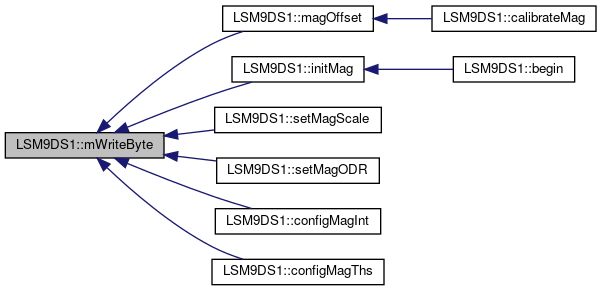 LSM9DS1::magOffset
LSM9DS1::calibrateMag
LSM9DS1::initMag
LSM9DS1::begin
LSM9DS1::setMagScale
LSM9DS1::mWriteByte
LSM9DS1::setMagODR
LSM9DS1::configMagInt
LSM9DS1::configMagThs